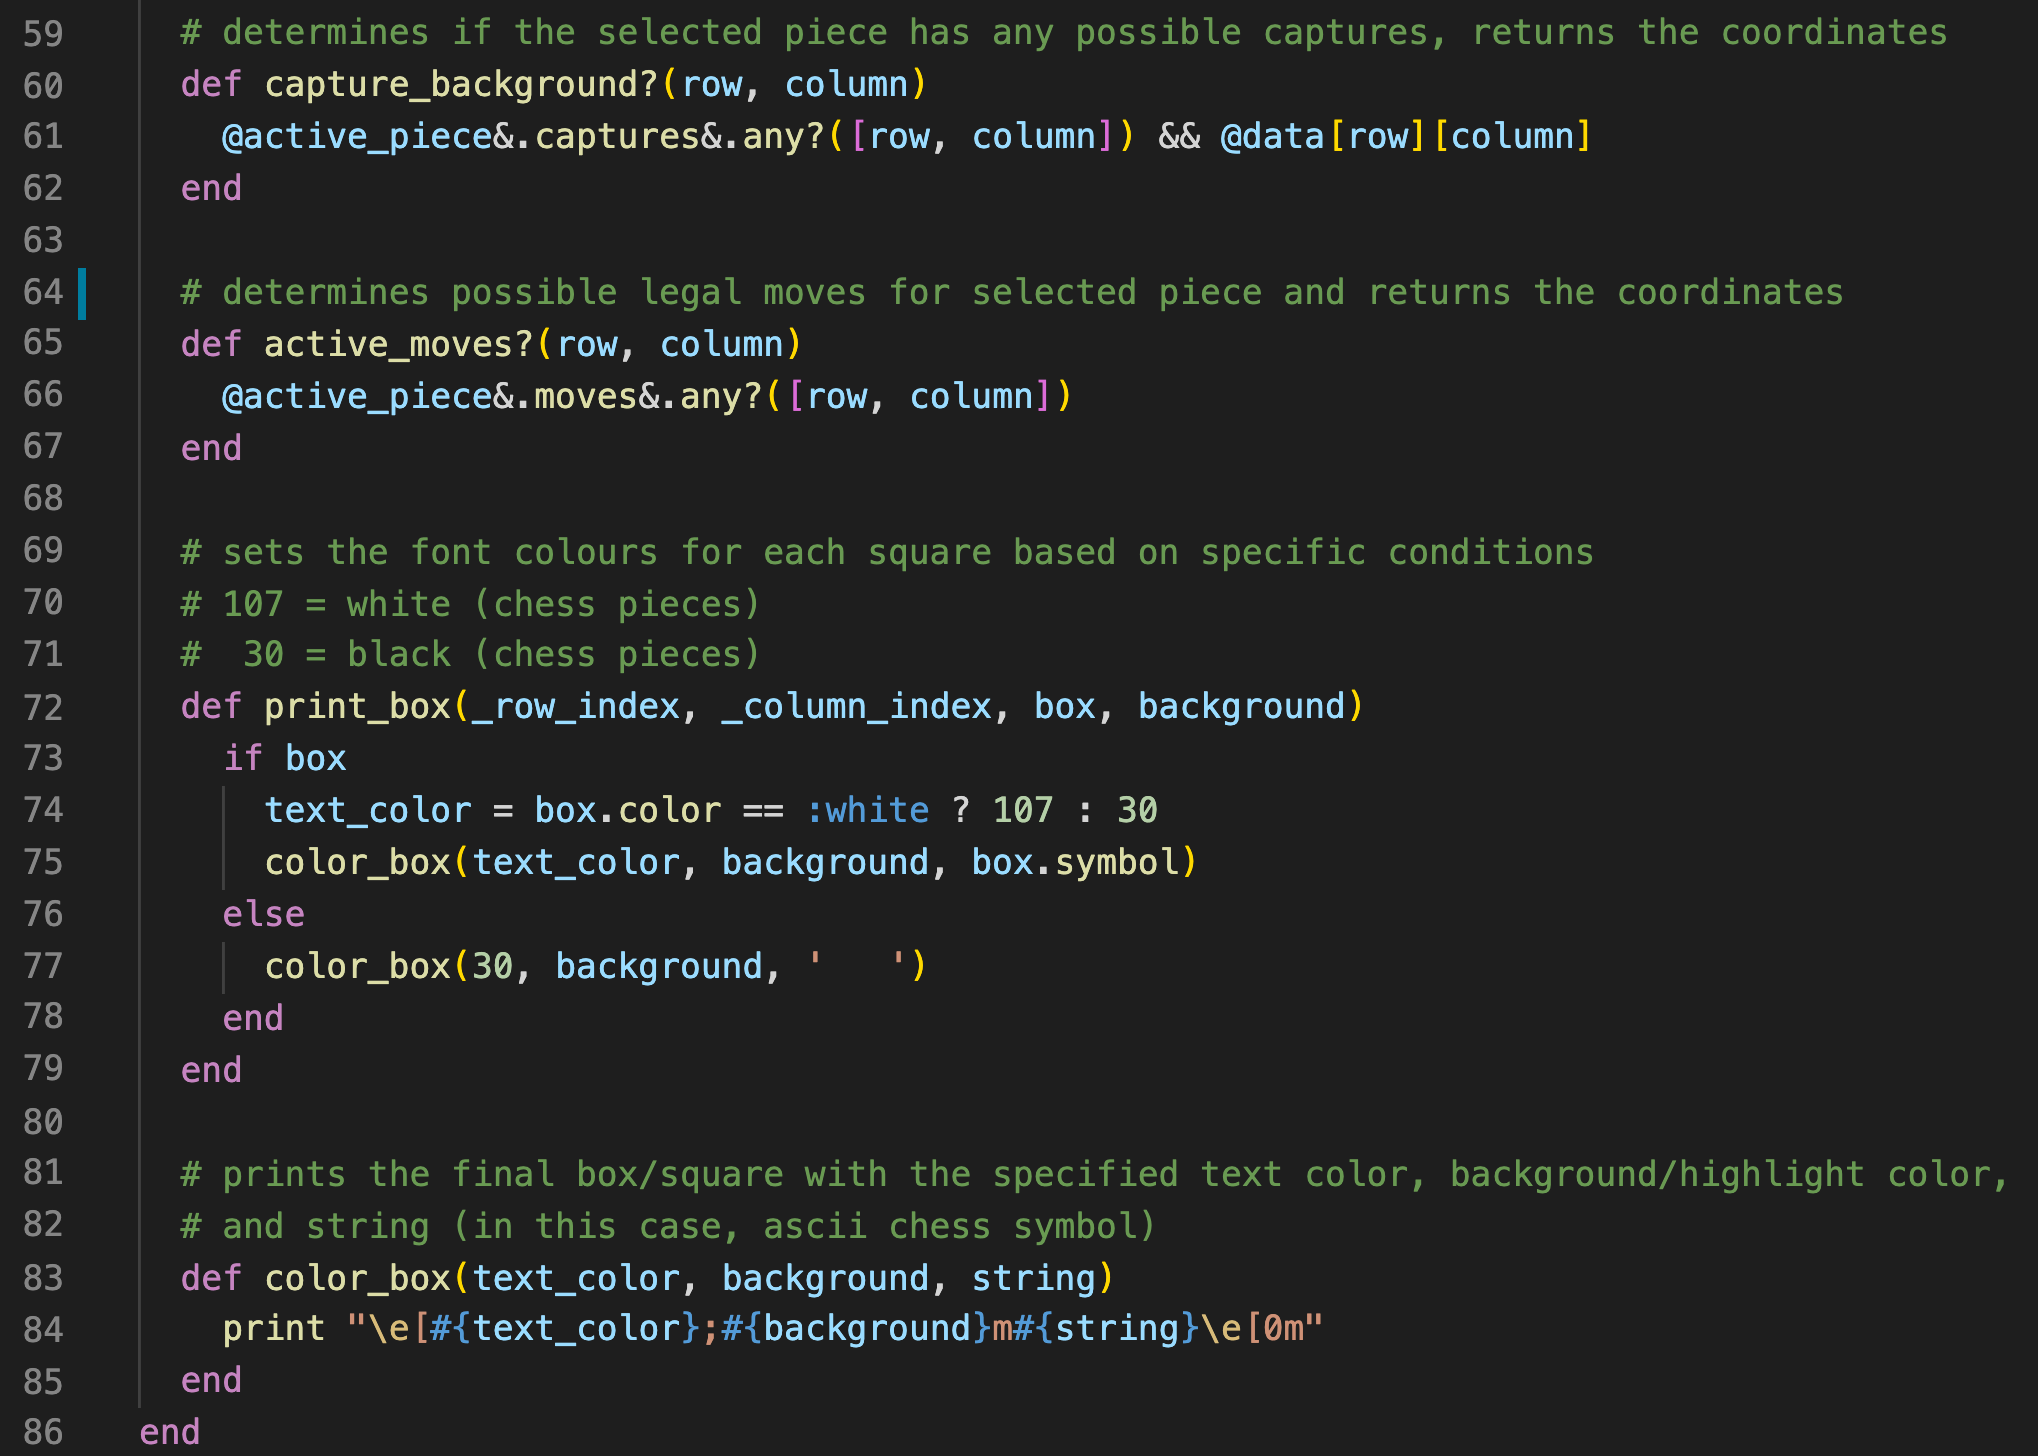 59 # determines if the selected piece has any possible captures, returns the coordinates
60 def capture_background?(row, column)
61   @active_piece&.captures&.any?([row, column]) && @data[row][column]
62 end
63
64 # determines possible legal moves for selected piece and returns the coordinates
65 def active_moves?(row, column)
66   @active_piece&.moves&.any?([row, column])
67 end
68
69 # sets the font colours for each square based on specific conditions
70 # 107 = white (chess pieces)
71 #  30 = black (chess pieces)
72 def print_box(_row_index, _column_index, box, background)
73   if box
74     text_color = box.color == :white ? 107 : 30
75     color_box(text_color, background, box.symbol)
76   else
77     color_box(30, background, '   ')
78   end
79 end
80
81 # prints the final box/square with the specified text color, background/highlight color,
82 # and string (in this case, ascii chess symbol)
83 def color_box(text_color, background, string)
84   print "\e[#{text_color};#{background}m#{string}\e[0m"
85 end
86 end